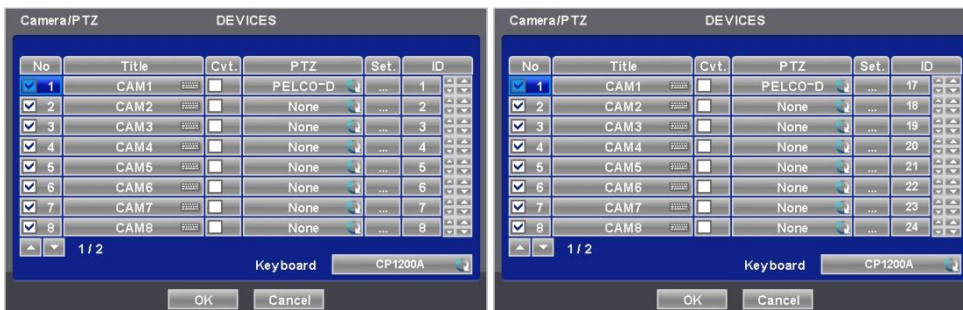 Camera/PTZ DEVICES
No Title Cvt. PTZ Set. ID
1 CAM1 PELCO-D ... 1
2 CAM2 None ... 2
3 CAM3 None ... 3
4 CAM4 None ... 4
5 CAM5 None ... 5
6 CAM6 None ... 6
7 CAM7 None ... 7
8 CAM8 None ... 8
1/2
Keyboard CP1200A
OK Cancel
Camera/PTZ DEVICES
No Title Cvt. PTZ Set. ID
1 CAM1 PELCO-D ... 17
2 CAM2 None ... 18
3 CAM3 None ... 19
4 CAM4 None ... 20
5 CAM5 None ... 21
6 CAM6 None ... 22
7 CAM7 None ... 23
8 CAM8 None ... 24
1/2
Keyboard CP1200A
OK Cancel